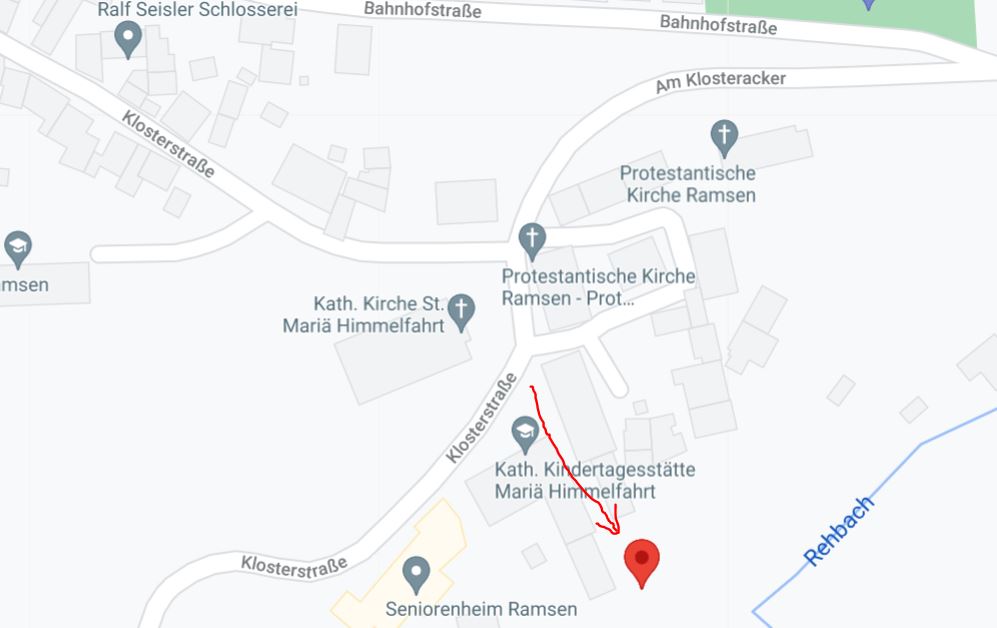 Ralf Seisler Schlosserei
Bahnhofstraße
Bahnhofstraße
Am Klosteracker
Klosterstraße
Protestantische
Kirche Ramsen
msen
Protestantische Kirche
Ramsen - Prot...
Kath. Kirche St.
Mariä Himmelfahrt
Klosterstraße
Kath. Kindertagesstätte
Mariä Himmelfahrt
Rehbach
Klosterstraße
Seniorenheim Ramsen